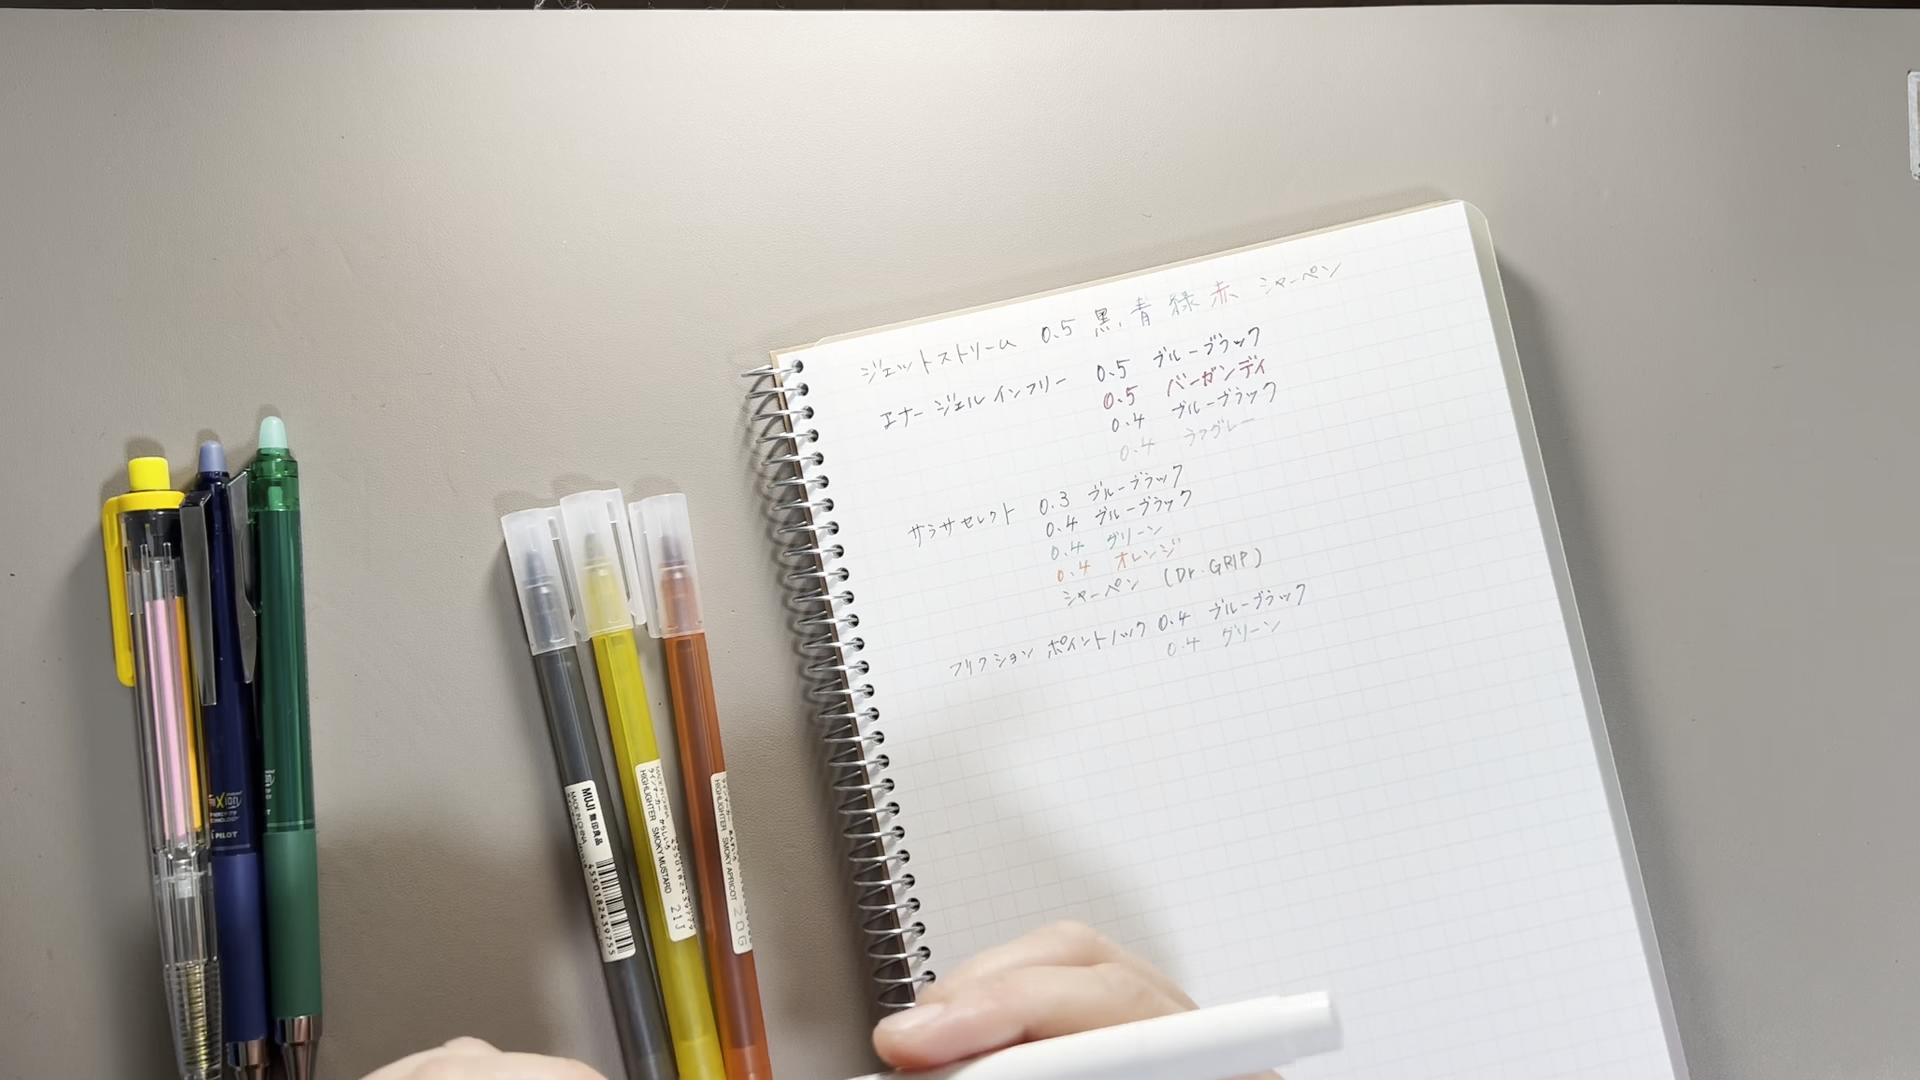 ジェットストリーム 0.5 黒, 青 緑 赤 シャーペン
エナージェル インフリー 0.5 ブルーブラック
0.5 バーガンディ
0.4 ブルーブラック
0.4 ラフグレー
サラサセレクト 0.3 ブルーブラック
0.4 ブルーブラック
0.4 グリーン
0.4 オレンジ
シャーペン (Dr. GRIP)
フリクション ポイントノック 0.4 ブルーブラック
0.4 グリーン
PILOT
MUJI 無印良品
MADE IN CHINA
4550182439755
HIGHLIGHTER SMOKY MUSTARD
21J
HIGHLIGHTER SMOKY APRICOT
20G